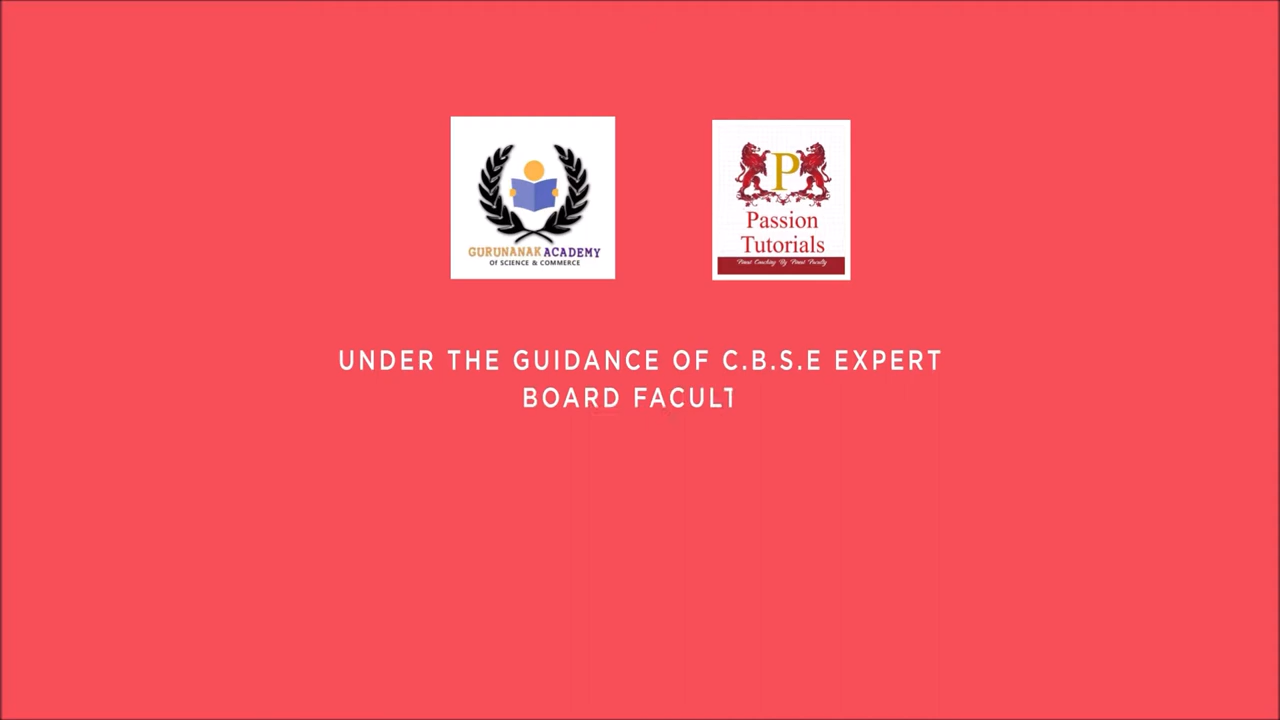 GURUNANAK ACADEMY
OF SCIENCE & COMMERCE
P
Passion
Tutorials
UNDER THE GUIDANCE OF C.B.S.E EXPERT
BOARD FACULT